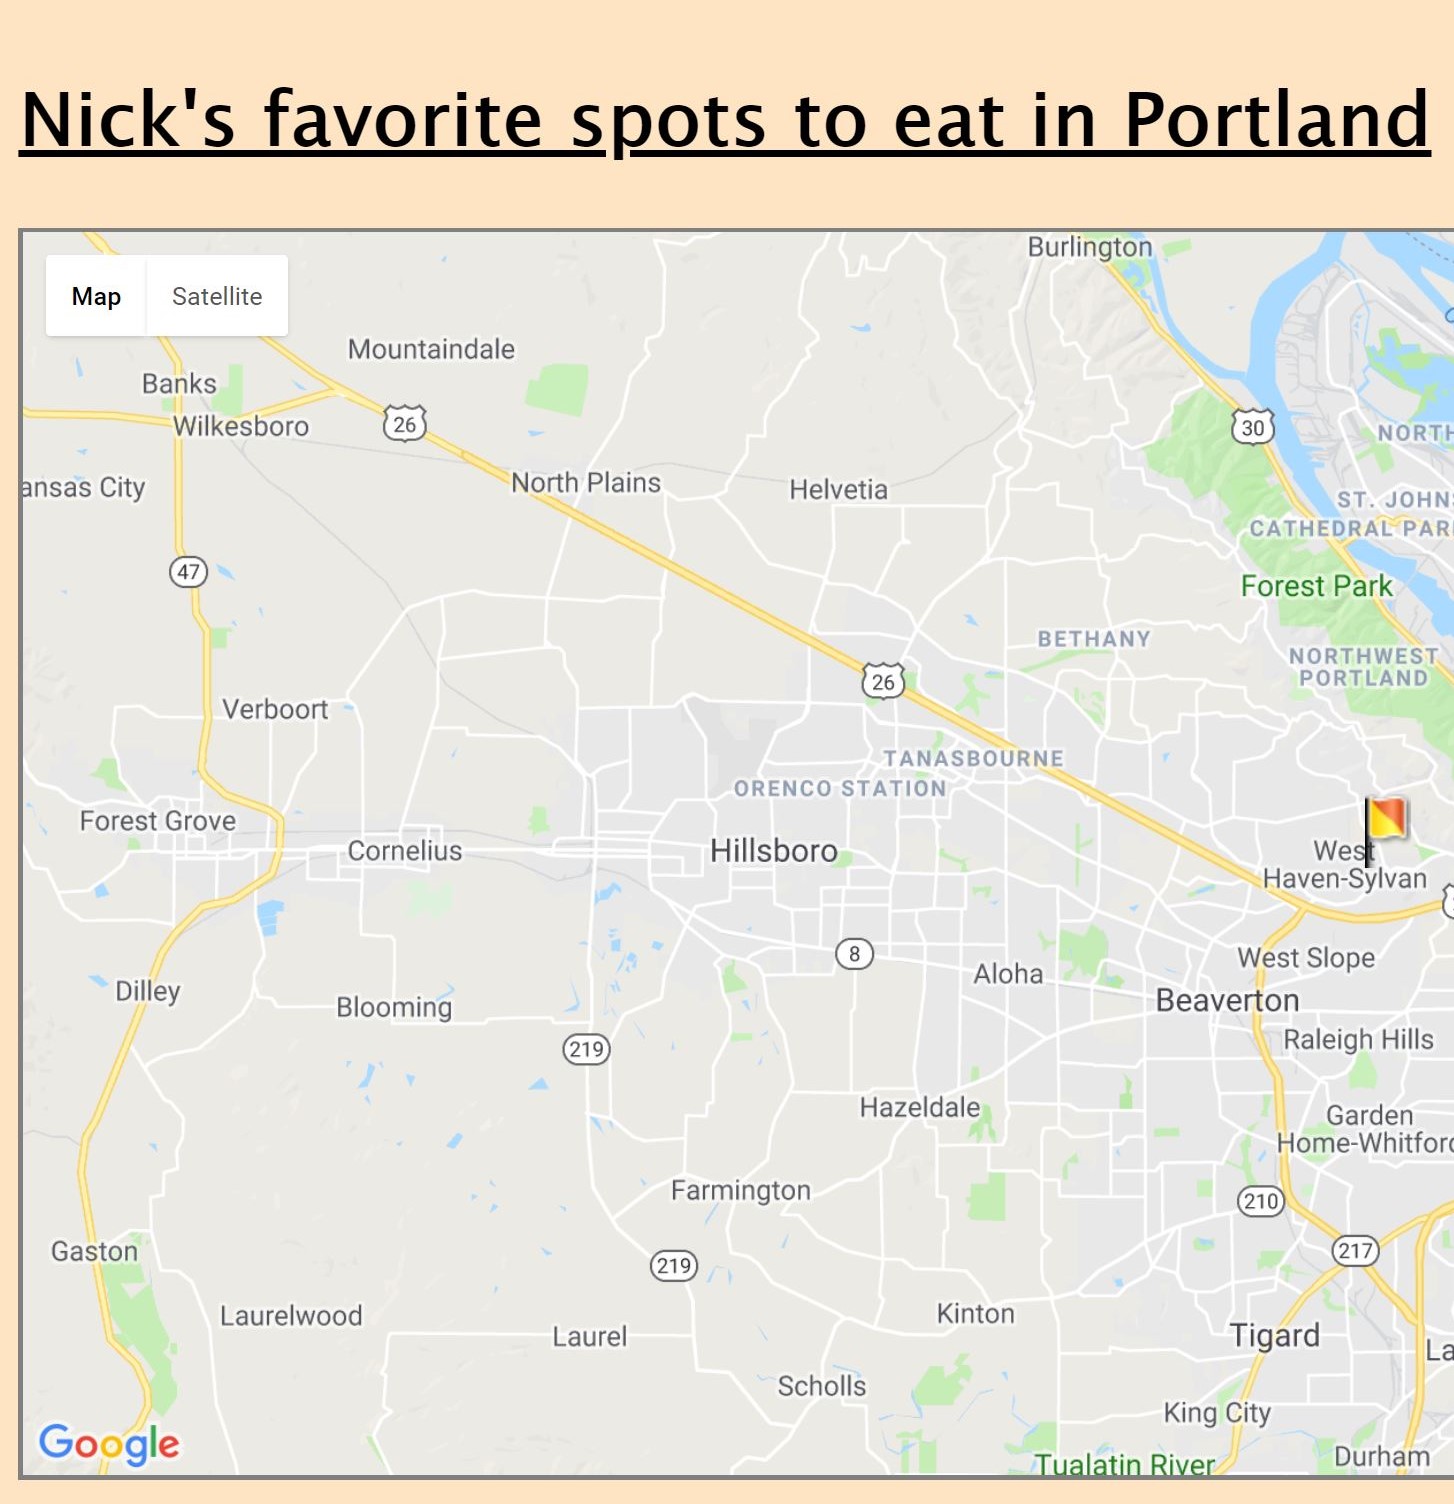 Nick's favorite spots to eat in Portland
Burlington
Map Satellite
Mountaindale
Banks
Wilkesboro
26
30
NORTH
ansas City
North Plains
Helvetia
ST. JOHNS
CATHEDRAL PAR
47
Forest Park
BETHANY
NORTHWEST
PORTLAND
26
Verboort
TANASBOURNE
ORENCO STATION
Forest Grove
Cornelius
Hillsboro
West
Haven-Sylvan
8
West Slope
Aloha
Dilley
Blooming
Beaverton
Raleigh Hills
219
Hazeldale
Garden
Home-Whitford
Farmington
210
Gaston
219
217
Laurelwood
Laurel
Kinton
Tigard
La
Scholls
King City
Google
Tualatin River
Durham